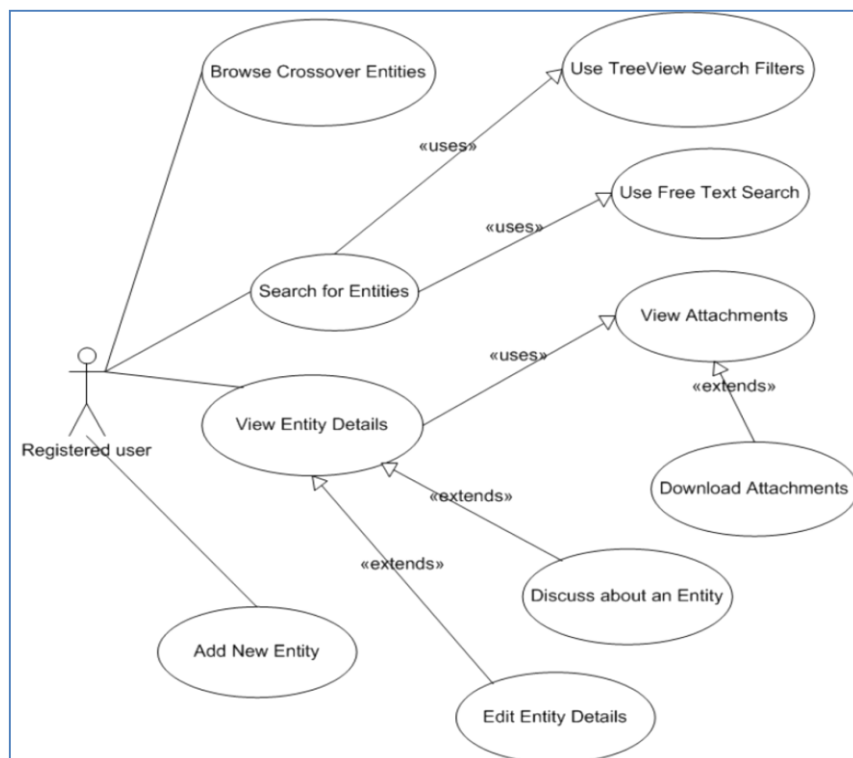 Browse Crossover Entities
Use TreeView Search Filters
«uses»
Use Free Text Search
«uses»
Search for Entities
View Attachments
«uses»
«extends»
View Entity Details
Registered user
Download Attachments
«extends»
«extends»
Discuss about an Entity
Add New Entity
Edit Entity Details